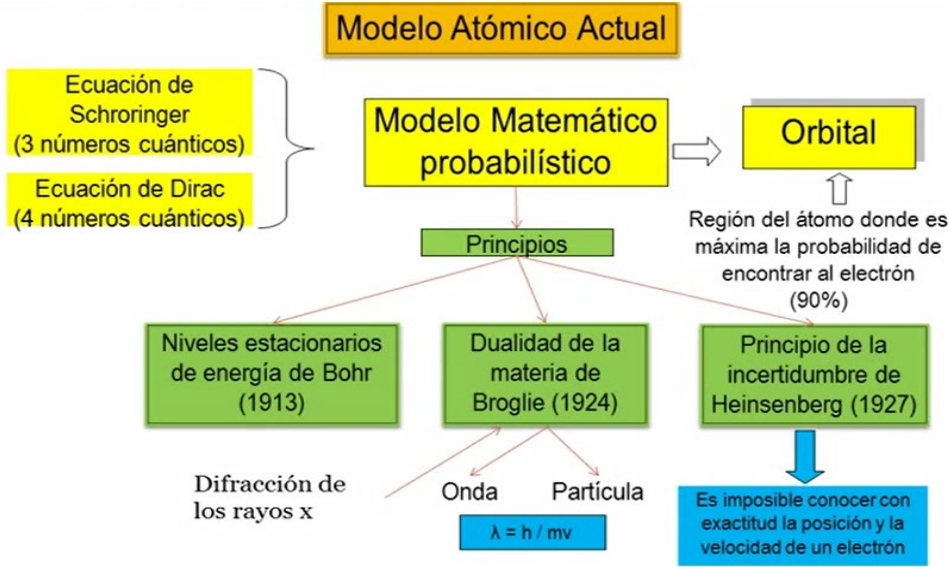 Modelo Atómico Actual
Ecuación de
Schroringer
(3 números cuánticos)
Ecuación de Dirac
(4 números cuánticos)
Modelo Matemático
probabilístico
Orbital
Región del átomo donde es
máxima la probabilidad de
encontrar al electrón
(90%)
Principios
Niveles estacionarios
de energía de Bohr
(1913)
Dualidad de la
materia de
Broglie (1924)
Principio de la
incertidumbre de
Heinsenberg (1927)
Difracción de
los rayos x
Onda
Partícula
λ = h / mv
Es imposible conocer con
exactitud la posición y la
velocidad de un electrón